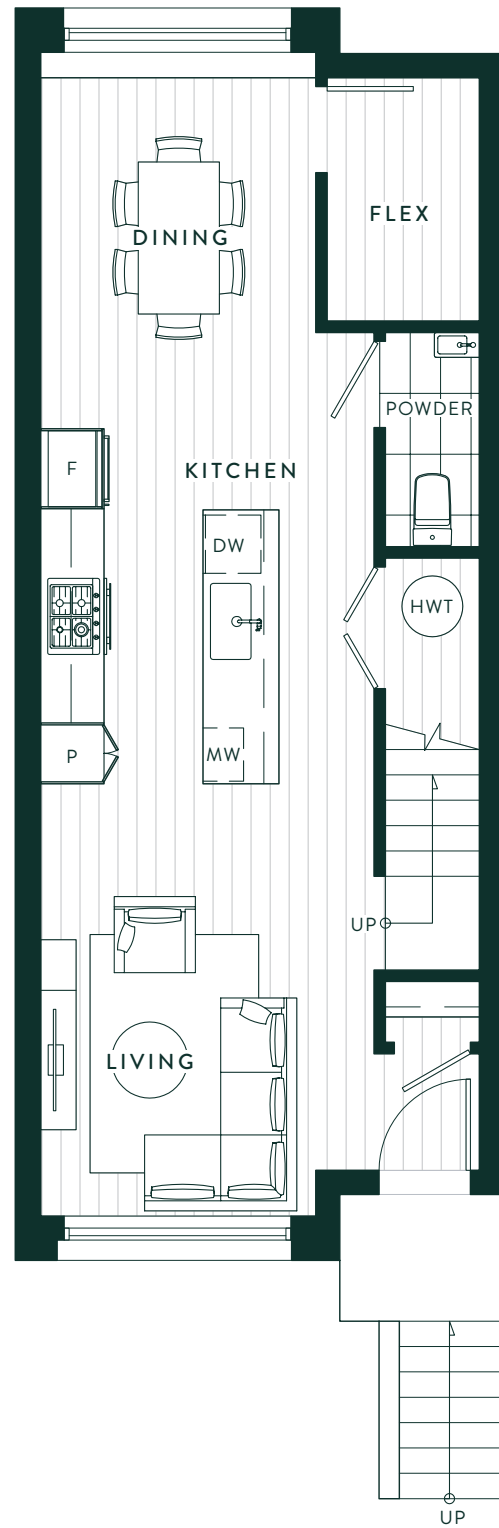 FLEX
DINING
POWDER
F
KITCHEN
DW
HWT
MW
P
UP
LIVING
UP